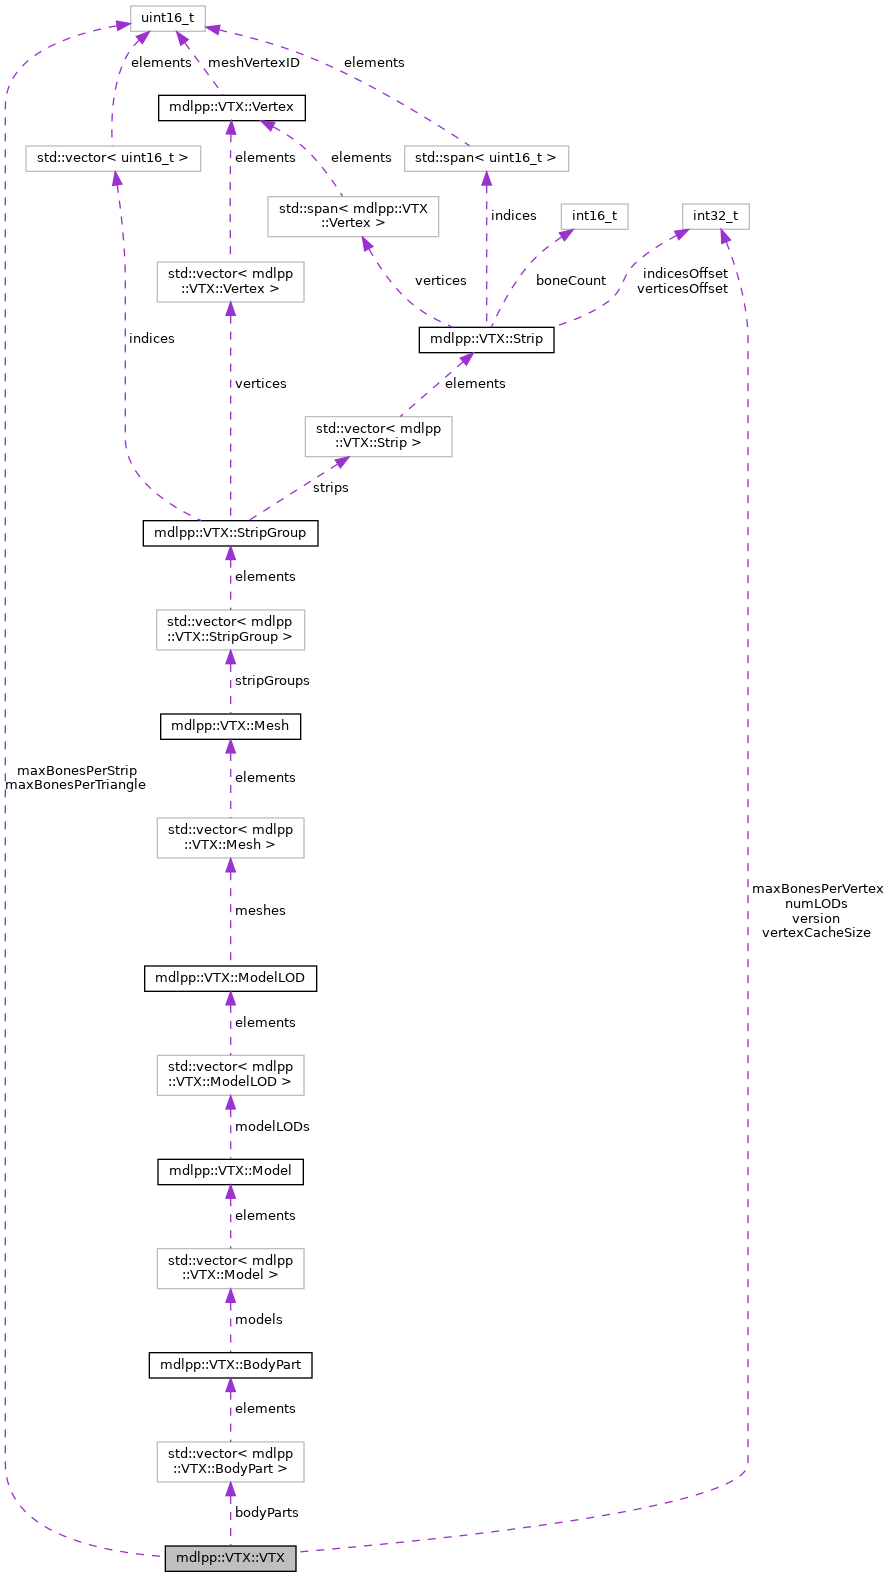 uint16_t
elements
meshVertexID
elements
mdlpp::VTX::Vertex
std::vector< uint16_t >
elements
elements
std::span< uint16_t >
std::span< mdlpp::VTX
::Vertex >
indices
int16_t
int32_t
std::vector< mdlpp
::VTX::Vertex >
vertices
boneCount
indicesOffset
verticesOffset
indices
mdlpp::VTX::Strip
vertices
elements
std::vector< mdlpp
::VTX::Strip >
strips
mdlpp::VTX::StripGroup
elements
std::vector< mdlpp
::VTX::StripGroup >
stripGroups
mdlpp::VTX::Mesh
maxBonesPerStrip
maxBonesPerTriangle
elements
std::vector< mdlpp
::VTX::Mesh >
meshes
maxBonesPerVertex
numLODs
version
vertexCacheSize
mdlpp::VTX::ModelLOD
elements
std::vector< mdlpp
::VTX::ModelLOD >
modelLODs
mdlpp::VTX::Model
elements
std::vector< mdlpp
::VTX::Model >
models
mdlpp::VTX::BodyPart
elements
std::vector< mdlpp
::VTX::BodyPart >
bodyParts
mdlpp::VTX::VTX